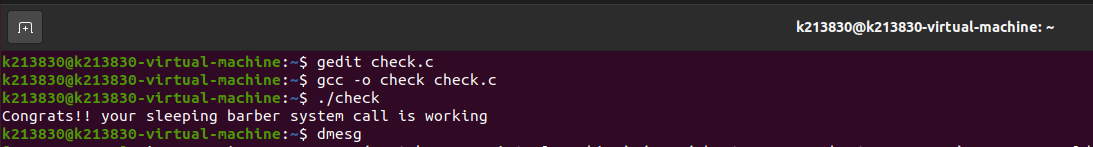 k213830@k213830-virtual-machine: ~
k213830@k213830-virtual-machine:~$ gedit check.c
k213830@k213830-virtual-machine:~$ gcc -o check check.c
k213830@k213830-virtual-machine:~$ ./check
Congrats!! your sleeping barber system call is working
k213830@k213830-virtual-machine:~$ dmesg